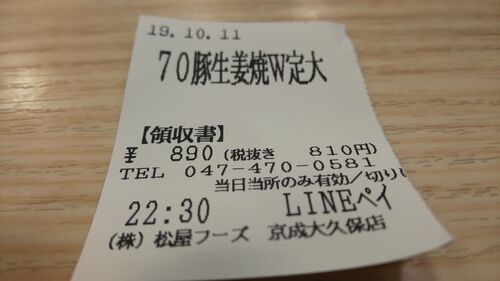 19.10.11
70豚生姜焼W定大
【領収書】
¥ 890 (税抜き 810円)
TEL 047-470-0581
当日当所のみ有効/切り
22:30 LINEペイ
(株) 松屋フーズ 京成大久保店